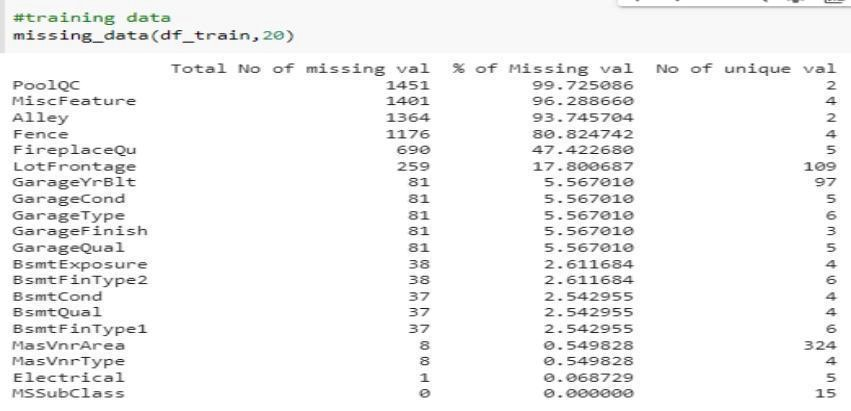 #training data
missing_data(df_train,20)
Total No of missing val % of Missing val No of unique val
PoolQC 1451 99.725086 2
MiscFeature 1401 96.288660 4
Alley 1364 93.745704 2
Fence 1176 80.824742 4
FireplaceQu 690 47.422680 5
LotFrontage 259 17.800687 109
GarageYrBlt 81 5.567010 97
GarageCond 81 5.567010 5
GarageType 81 5.567010 6
GarageFinish 81 5.567010 3
GarageQual 81 5.567010 5
BsmtExposure 38 2.611684 4
BsmtFinType2 38 2.611684 6
BsmtCond 37 2.542955 4
BsmtQual 37 2.542955 4
BsmtFinType1 37 2.542955 6
MasVnrArea 8 0.549828 324
MasVnrType 8 0.549828 4
Electrical 1 0.068729 5
MSSubClass 0 0.000000 15